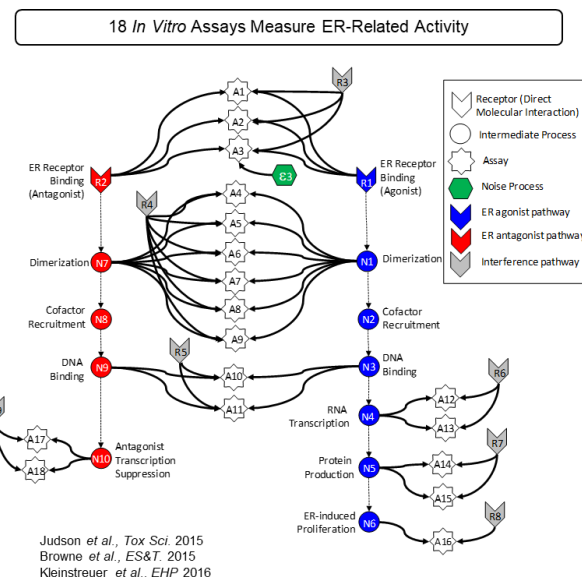 18 In Vitro Assays Measure ER-Related Activity
R3
A1
A2
A3
ε3
ER Receptor
Binding
(Antagonist)
R2
R1
ER Receptor
Binding
(Agonist)
Receptor (Direct
Molecular Interaction)
Intermediate Process
Assay
Noise Process
ER agonist pathway
ER antagonist pathway
Interference pathway
R4
A4
A5
A6
A7
A8
A9
Dimerization
N7
N1
Dimerization
Cofactor
Recruitment
N8
N2
Cofactor
Recruitment
R5
DNA
Binding
N9
A10
A11
N3
DNA
Binding
R6
RNA
Transcription
N4
A12
A13
A17
A18
N10
Antagonist
Transcription
Suppression
R7
Protein
Production
N5
A14
A15
R8
ER-induced
Proliferation
N6
A16
Judson et al., Tox Sci. 2015
Browne et al., ES&T. 2015
Kleinstreuer et al., EHP 2016